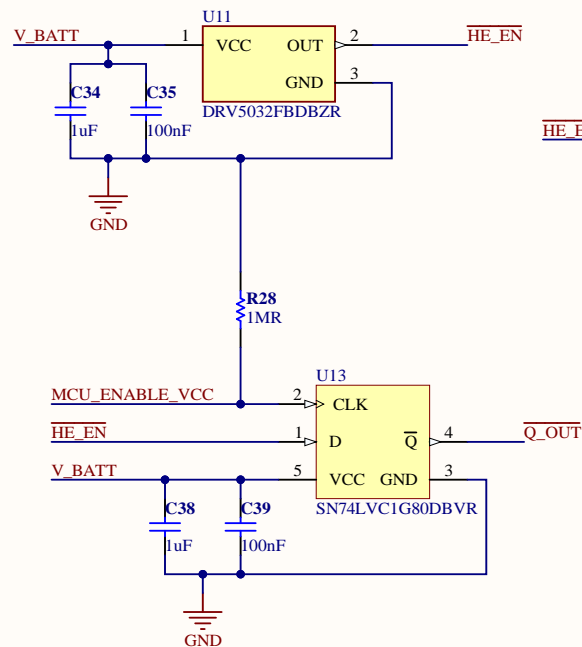 U11
V_BATT
1
VCC
OUT
2
HE_EN
GND
3
DRV5032FBDBZR
C34
1uF
C35
100nF
GND
R28
1MR
U13
MCU_ENABLE_VCC
2
CLK
HE_EN
1
D
Q
4
Q_OUT
V_BATT
5
VCC
GND
3
SN74LVC1G80DBVR
C38
1uF
C39
100nF
GND